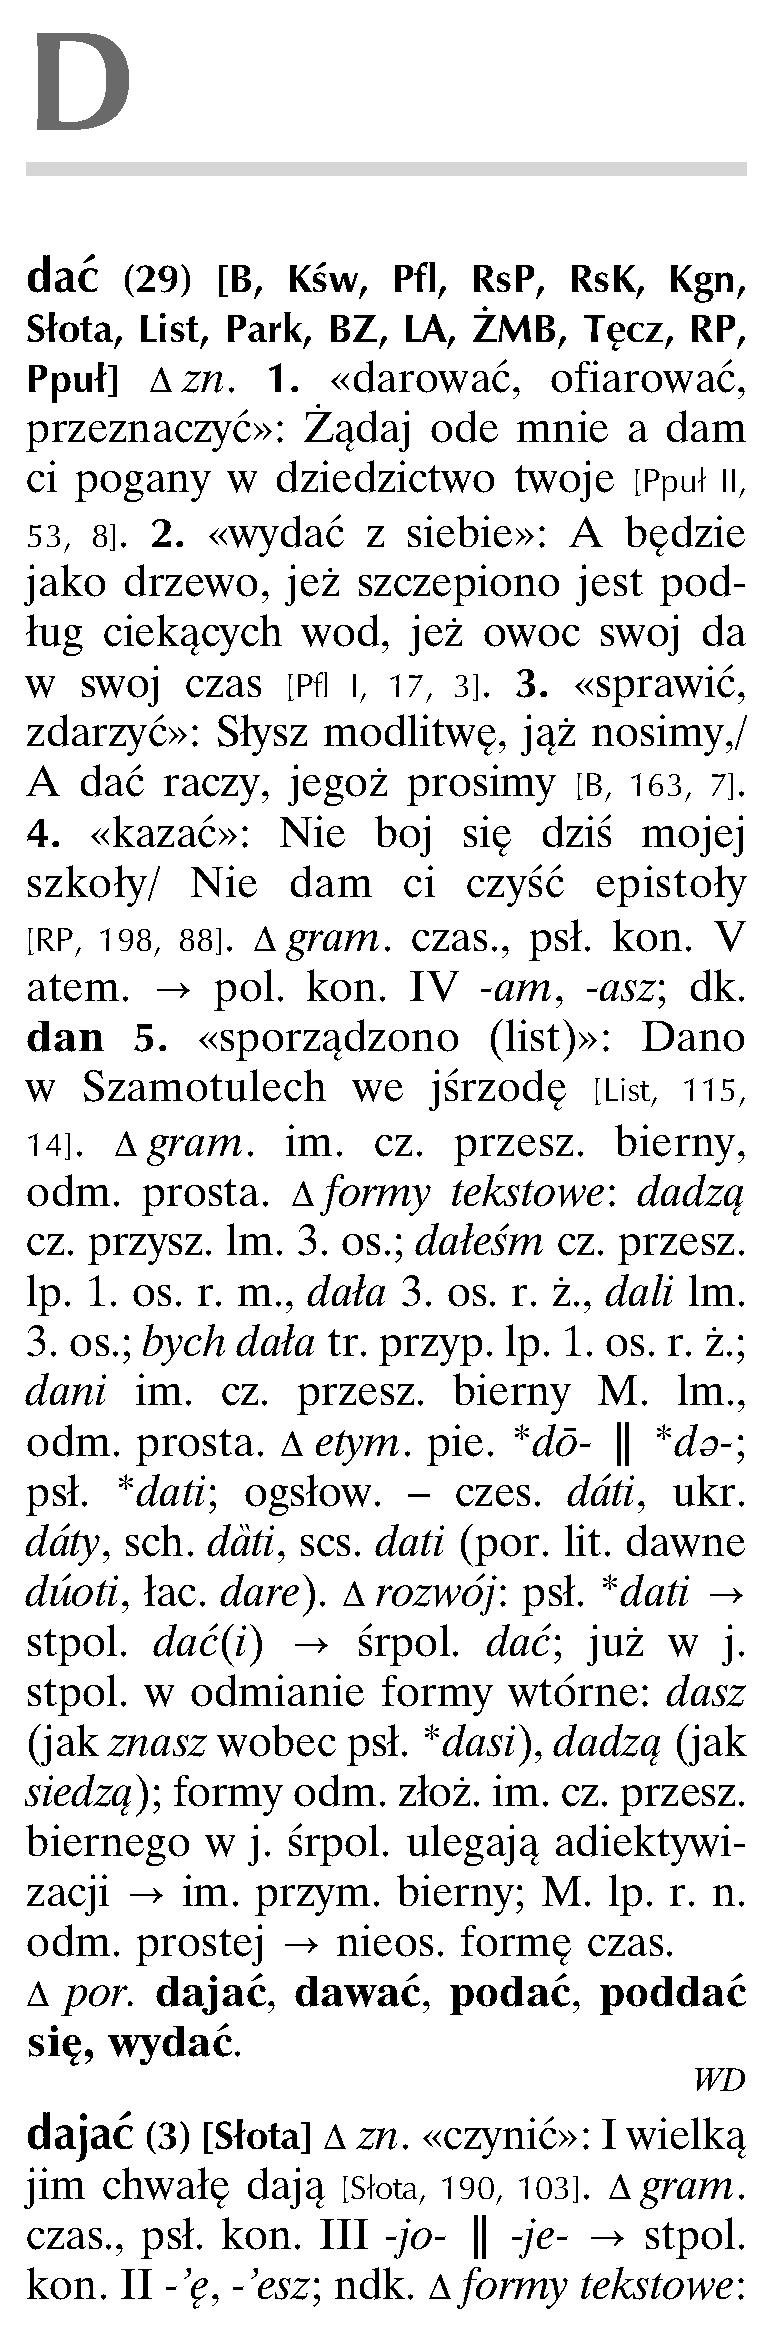 D
dać (29) [B, Kśw, Pfl, RsP, RsK, Kgn,
Słota, List, Park, BZ, LA, ŻMB, Tęcz, RP,
Ppuł] ∆ zn. 1. «darować, ofiarować,
przeznaczyć»: Żądaj ode mnie a dam
ci pogany w dziedzictwo twoje [Ppuł II,
53, 8]. 2. «wydać z siebie»: A będzie
jako drzewo, jeż szczepiono jest pod-
ług ciekących wod, jeż owoc swoj da
w swoj czas [Pfl I, 17, 3]. 3. «sprawić,
zdarzyć»: Słysz modlitwę, jąż nosimy,/
A dać raczy, jegoż prosimy [B, 163, 7].
4. «kazać»: Nie boj się dziś mojej
szkoły/ Nie dam ci czyść epistoły
[RP, 198, 88]. ∆ gram. czas., psł. kon. V
atem. → pol. kon. IV -am, -asz; dk.
dan 5. «sporządzono (list)»: Dano
w Szamotulech we jśrzodę [List, 115,
14]. ∆ gram. im. cz. przesz. bierny,
odm. prosta. ∆ formy tekstowe: dadzą
cz. przysz. lm. 3. os.; dałeśm cz. przesz.
lp. 1. os. r. m., dała 3. os. r. ż., dali lm.
3. os.; bych dała tr. przyp. lp. 1. os. r. ż.;
dani im. cz. przesz. bierny M. lm.,
odm. prosta. ∆ etym. pie. *dō- ǁ *də-;
psł. *dati; ogsłow. – czes. dáti, ukr.
dáty, sch. dȁti, scs. dati (por. lit. dawne
dúoti, łac. dare). ∆ rozwój: psł. *dati →
stpol. dać(i) → śrpol. dać; już w j.
stpol. w odmianie formy wtórne: dasz
(jak znasz wobec psł. *dasi), dadzą (jak
siedzą); formy odm. złoż. im. cz. przesz.
biernego w j. śrpol. ulegają adiektywi-
zacji → im. przym. bierny; M. lp. r. n.
odm. prostej → nieos. formę czas.
∆ por. dajać, dawać, podać, poddać
się, wydać.
WD
dajać (3) [Słota] ∆ zn. «czynić»: I wielką
jim chwałę dają [Słota, 190, 103]. ∆ gram.
czas., psł. kon. III -jo- ǁ -je- → stpol.
kon. II -’ę, -’esz; ndk. ∆ formy tekstowe: